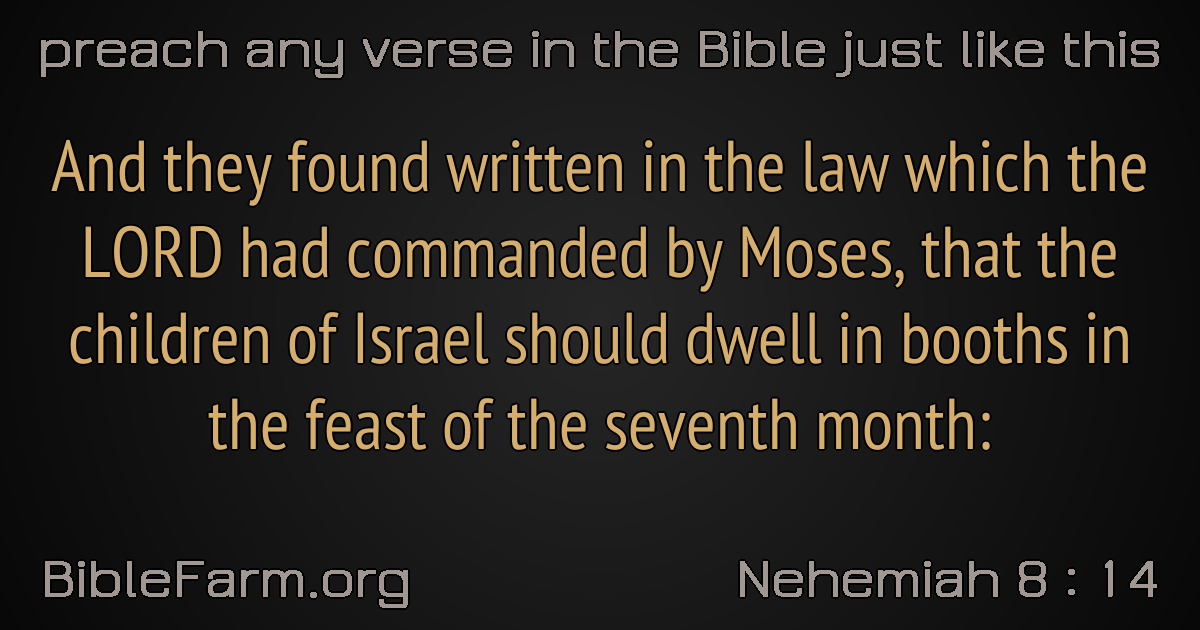 preach any verse in the Bible just like this
And they found written in the law which the
LORD had commanded by Moses, that the
children of Israel should dwell in booths in
the feast of the seventh month:
BibleFarm.org
Nehemiah 8 : 14